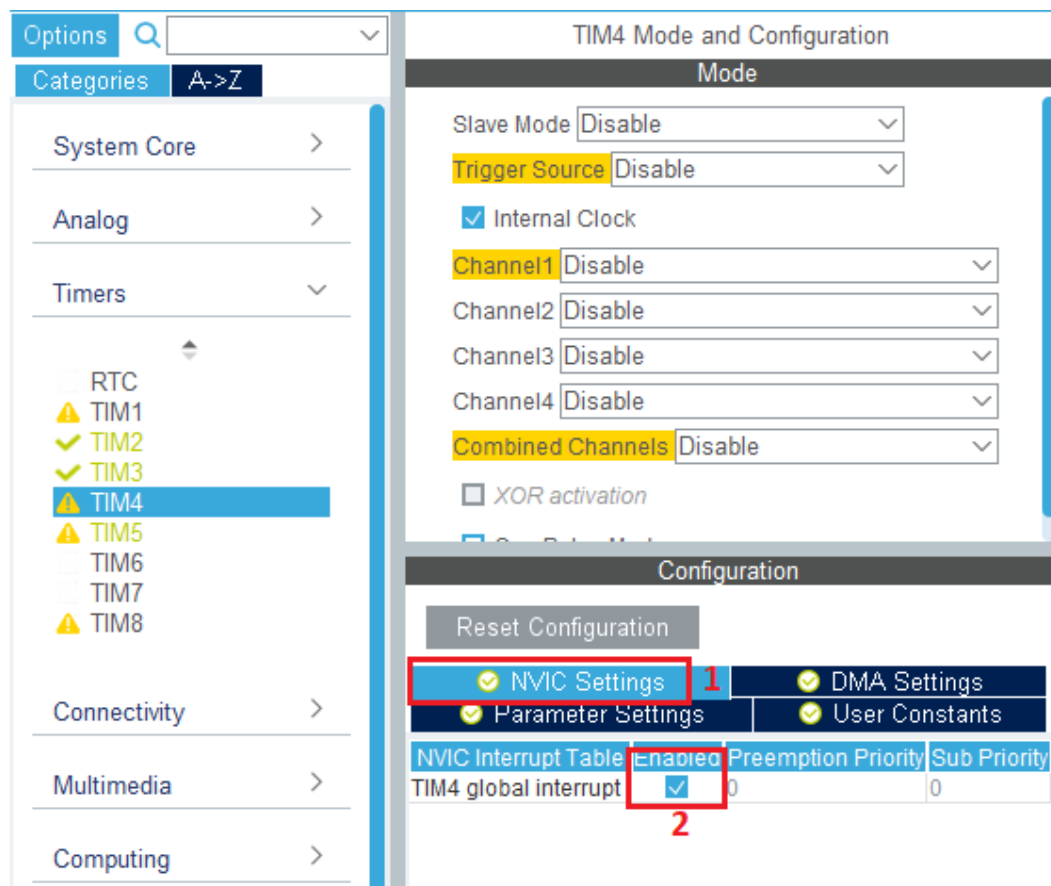 Options
Categories A->Z
System Core
Analog
Timers
RTC
TIM1
TIM2
TIM3
TIM4
TIM5
TIM6
TIM7
TIM8
Connectivity
Multimedia
Computing
TIM4 Mode and Configuration
Mode
Slave Mode Disable
Trigger Source Disable
Internal Clock
Channel1 Disable
Channel2 Disable
Channel3 Disable
Channel4 Disable
Combined Channels Disable
XOR activation
Configuration
Reset Configuration
NVIC Settings 1 DMA Settings
Parameter Settings User Constants
NVIC Interrupt Table Enabled Preemption Priority Sub Priority
TIM4 global interrupt 0 0
2